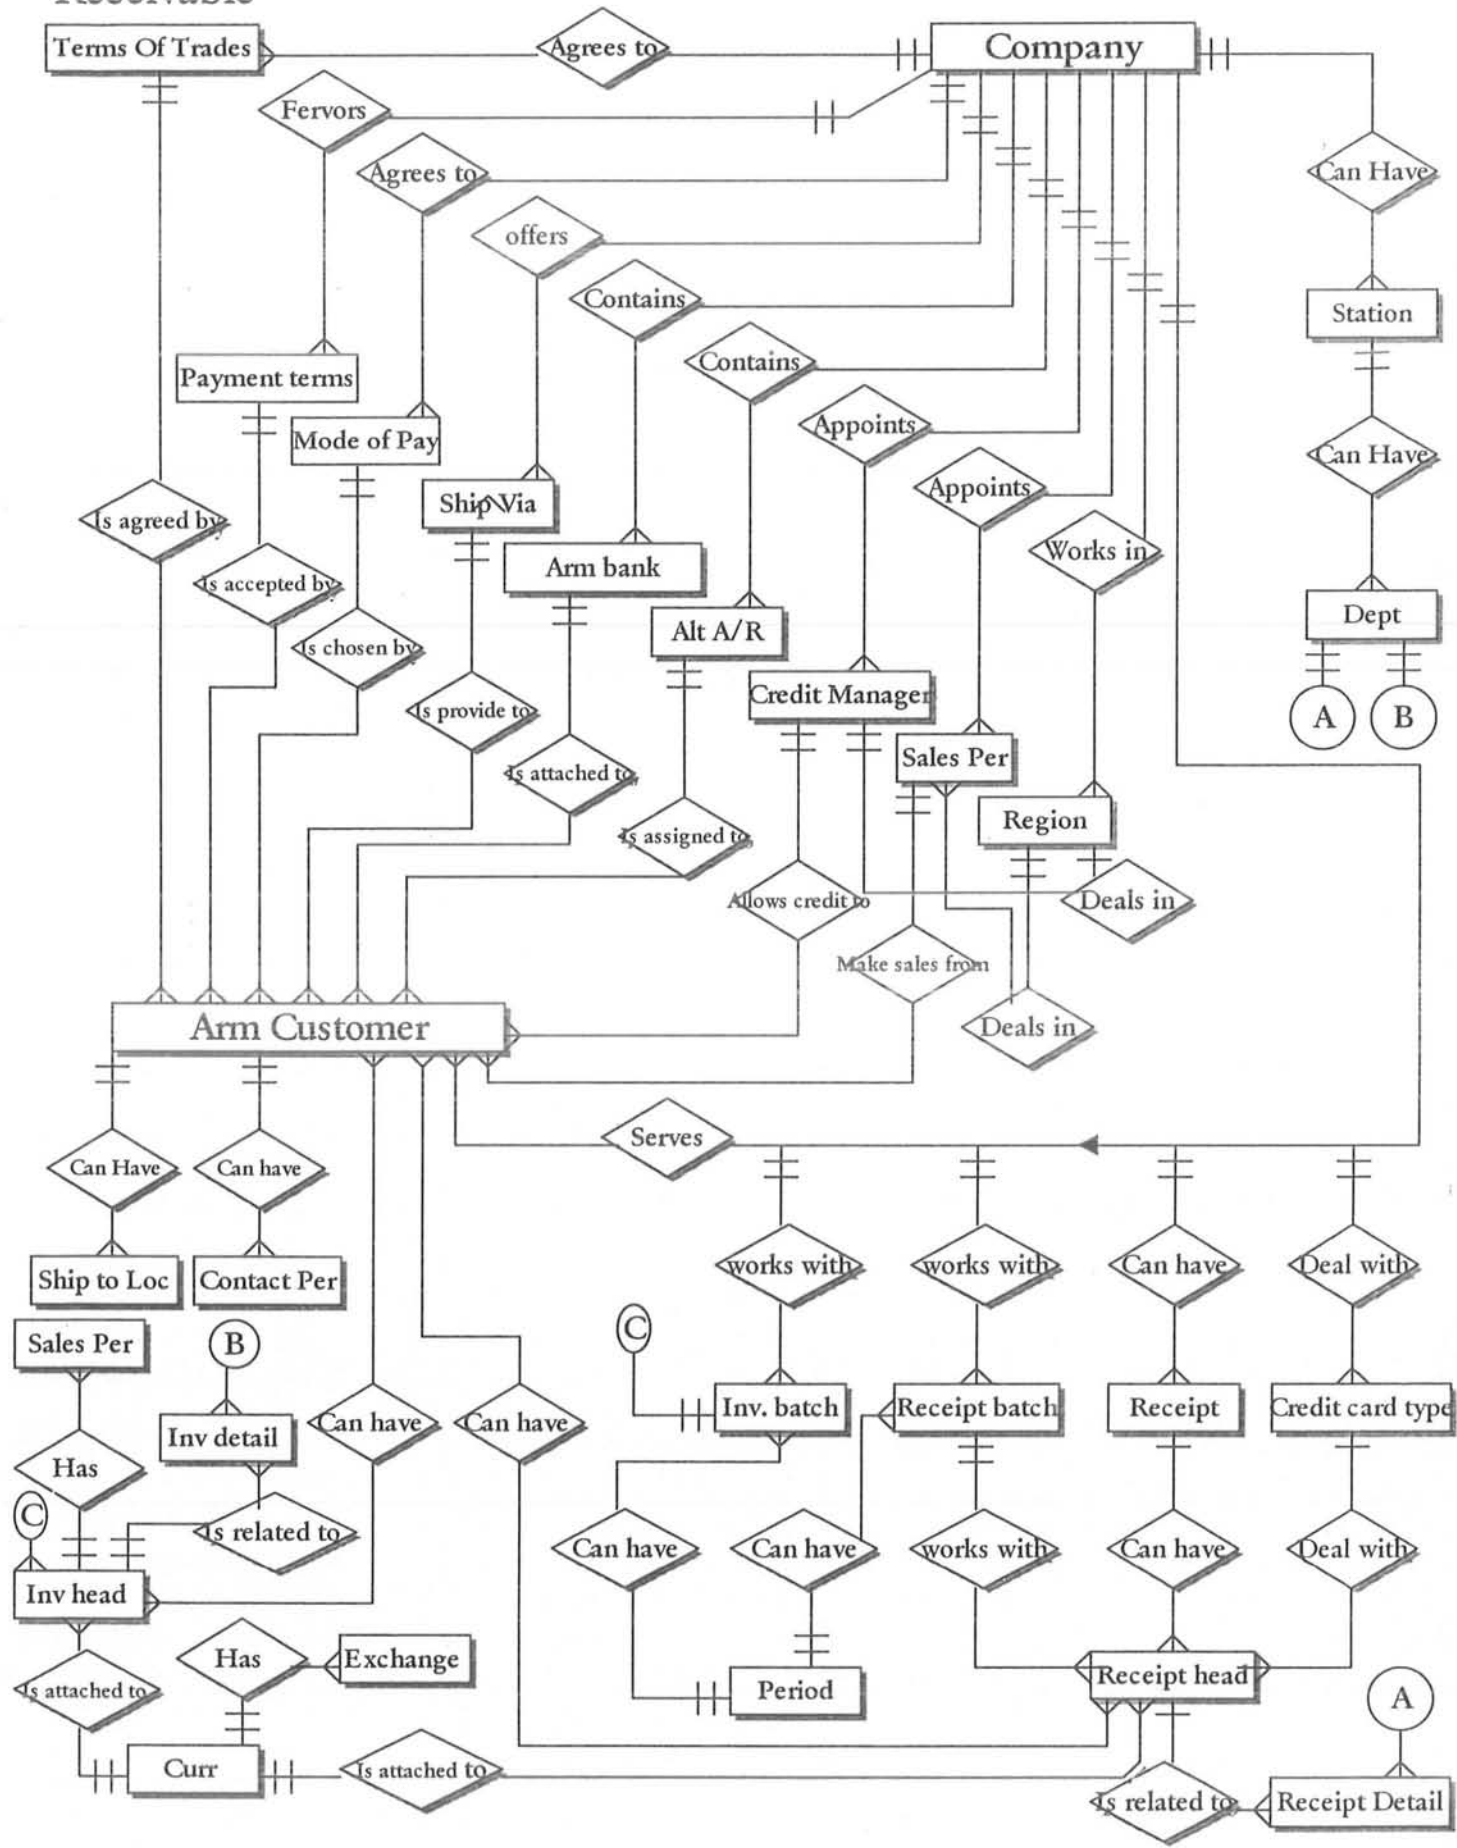 Receivable
Terms Of Trades
Agrees to
Company
Fervors
Agrees to
Can Have
offers
Contains
Station
Contains
Payment terms
Appoints
Mode of Pay
Can Have
Appoints
Ship Via
Is agreed by
Works in
Arm bank
Is accepted by
Dept
Alt A/R
Is chosen by
Credit Manager
Is provide to
A
B
Sales Per
Is attached to
Region
Is assigned to
Allows credit to
Deals in
Make sales from
Arm Customer
Deals in
Serves
Can Have
Can have
works with
works with
Can have
Deal with
Ship to Loc
Contact Per
C
Sales Per
B
Inv. batch
Receipt batch
Receipt
Credit card type
Can have
Can have
Inv detail
Has
C
Is related to
Can have
Can have
works with
Can have
Deal with
Inv head
Has
Exchange
Receipt head
Is attached to
Period
A
Curr
Is attached to
Is related to
Receipt Detail